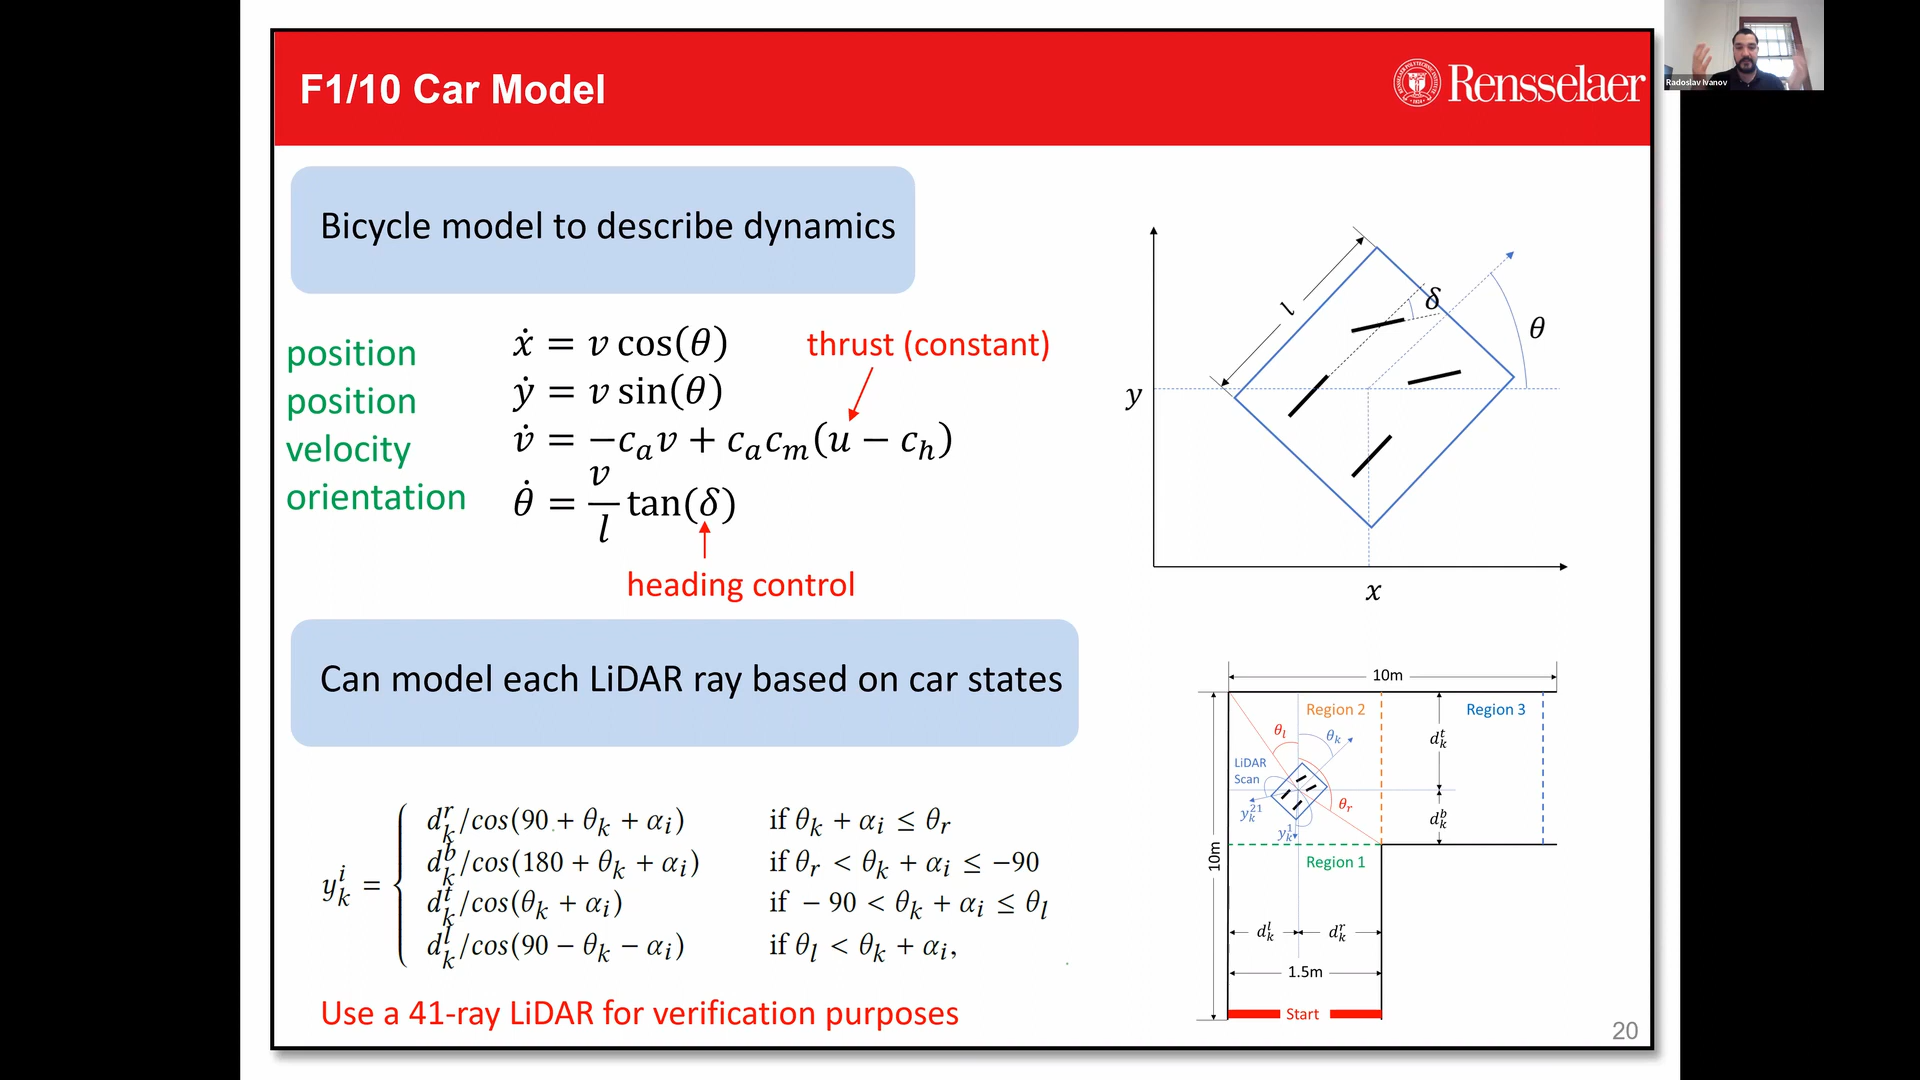 F1/10 Car Model
Rensselaer
Radoslav Ivanov
Bicycle model to describe dynamics
position
position
velocity
orientation
ẋ = v cos(θ)
ẏ = v sin(θ)
v̇ = −cₐv + cₐcₘ(u − cₕ)
θ̇ = v/l tan(δ)
thrust (constant)
heading control
l
δ
θ
y
x
Can model each LiDAR ray based on car states
y_k^i = {
d_k^r/cos(90 + θ_k + α_i) if θ_k + α_i ≤ θ_r
d_k^b/cos(180 + θ_k + α_i) if θ_r < θ_k + α_i ≤ −90
d_k^t/cos(θ_k + α_i) if − 90 < θ_k + α_i ≤ θ_l
d_k^l/cos(90 − θ_k − α_i) if θ_l < θ_k + α_i,
Use a 41-ray LiDAR for verification purposes
10m
Region 2
Region 3
θ_l
θ_k
d_k^t
LiDAR
Scan
θ_r
y_k^21
y_k^1
d_k^b
10m
Region 1
d_k^l
d_k^r
1.5m
Start
20